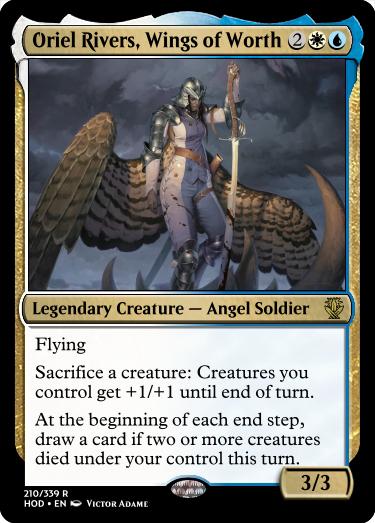 Oriel Rivers, Wings of Worth 2
Legendary Creature — Angel Soldier
Flying
Sacrifice a creature: Creatures you
control get +1/+1 until end of turn.
At the beginning of each end step,
draw a card if two or more creatures
died under your control this turn.
3/3
210/339 R
HOD • EN Victor Adame